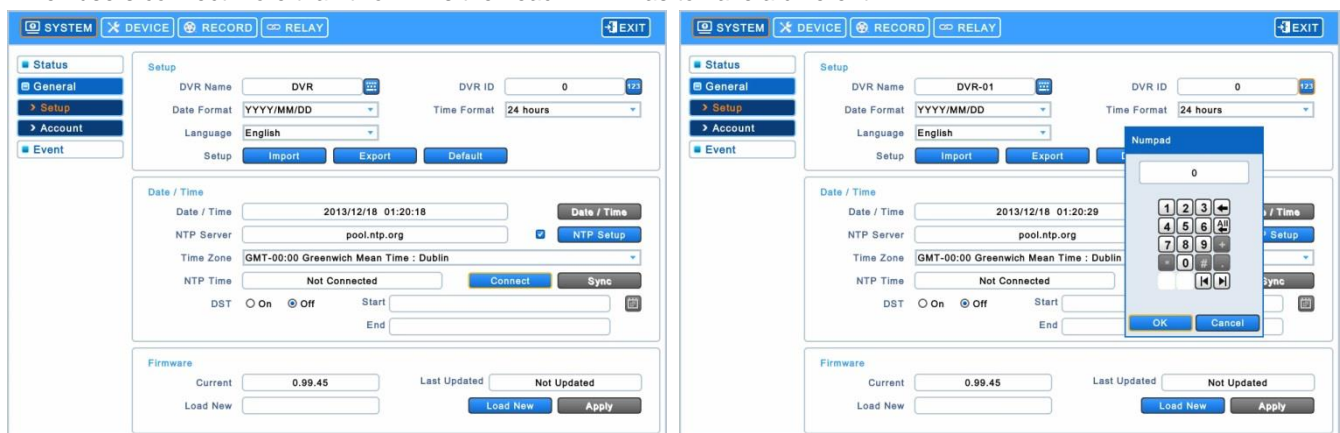 SYSTEM DEVICE RECORD RELAY EXIT
Status
General
> Setup
> Account
Event
Setup
DVR Name DVR DVR ID 0 123
Date Format YYYY/MM/DD Time Format 24 hours
Language English
Setup Import Export Default
Date / Time
Date / Time 2013/12/18 01:20:18 Date / Time
NTP Server pool.ntp.org NTP Setup
Time Zone GMT-00:00 Greenwich Mean Time : Dublin
NTP Time Not Connected Connect Sync
DST On Off Start
End
Firmware
Current 0.99.45 Last Updated Not Updated
Load New Load New Apply
SYSTEM DEVICE RECORD RELAY EXIT
Status
General
> Setup
> Account
Event
Setup
DVR Name DVR-01 DVR ID 0 123
Date Format YYYY/MM/DD Time Format 24 hours
Language English
Setup Import Export
Date / Time
Date / Time 2013/12/18 01:20:29 / Time
NTP Server pool.ntp.org Setup
Time Zone GMT-00:00 Greenwich Mean Time : Dublin
NTP Time Not Connected Sync
DST On Off Start
End
Numpad
0
1 2 3
4 5 6 All
7 8 9 +
0 # .
OK Cancel
Firmware
Current 0.99.45 Last Updated Not Updated
Load New Load New Apply